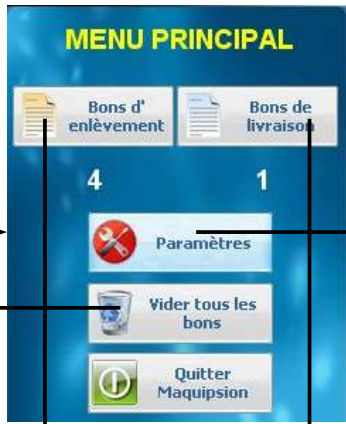 MENU PRINCIPAL
Bons d'
enlèvement
Bons de
livraison
4
1
Paramètres
Vider tous les
bons
Quitter
Maquipsion